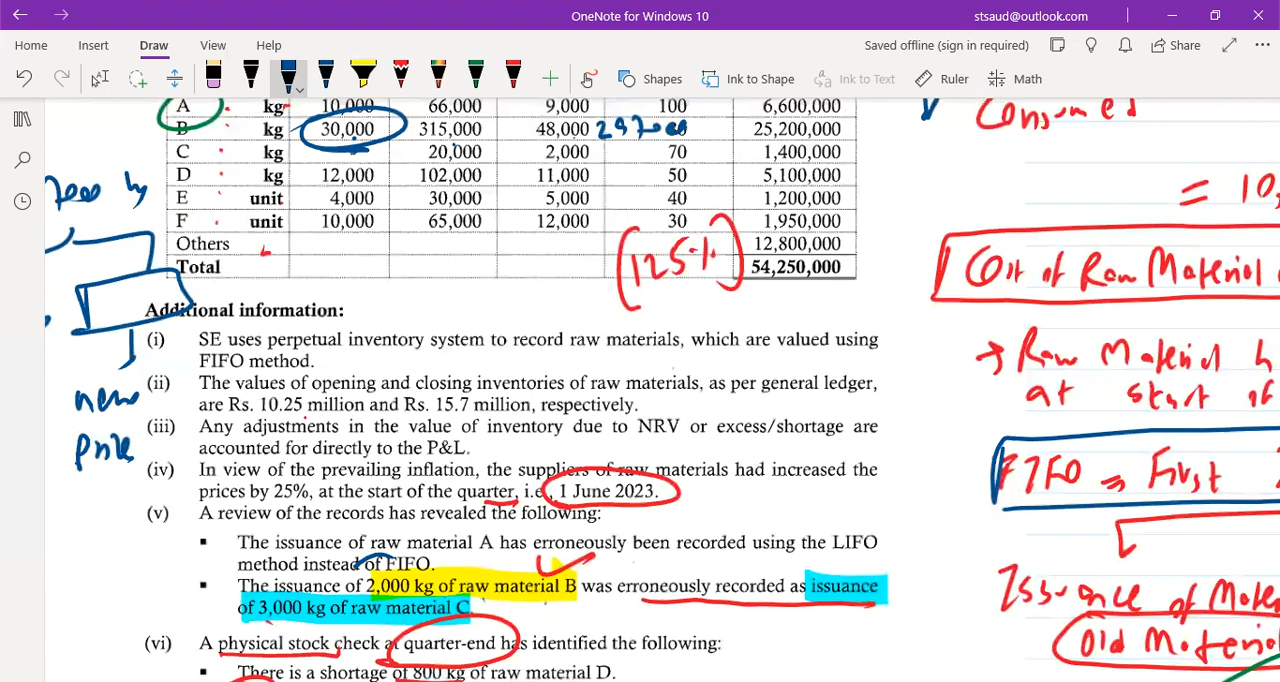 OneNote for Windows 10
stsaud@outlook.com
Home Insert Draw View Help
Saved offline (sign in required) Share
Shapes Ink to Shape Ink to Text Ruler Math
A kg 10,000 66,000 9,000 100 6,600,000
B kg 30,000 315,000 48,000 25,200,000
C kg 20,000 2,000 70 1,400,000
D kg 12,000 102,000 11,000 50 5,100,000
E unit 4,000 30,000 5,000 40 1,200,000
F unit 10,000 65,000 12,000 30 1,950,000
Others 12,800,000
Total 54,250,000
(125%)
Additional information:
(i) SE uses perpetual inventory system to record raw materials, which are valued using
FIFO method.
(ii) The values of opening and closing inventories of raw materials, as per general ledger,
are Rs. 10.25 million and Rs. 15.7 million, respectively.
(iii) Any adjustments in the value of inventory due to NRV or excess/shortage are
accounted for directly to the P&L.
(iv) In view of the prevailing inflation, the suppliers of raw materials had increased the
prices by 25%, at the start of the quarter, i.e., 1 June 2023.
(v) A review of the records has revealed the following:
▪ The issuance of raw material A has erroneously been recorded using the LIFO
method instead of FIFO.
▪ The issuance of 2,000 kg of raw material B was erroneously recorded as issuance
of 3,000 kg of raw material C.
(vi) A physical stock check at quarter-end has identified the following:
▪ There is a shortage of 800 kg of raw material D.
new
price
Consumed
= 10,
Cost of Raw Material
→ Raw Material
at start of
FIFO ⇒ First
Issuance of Mate
Old Material